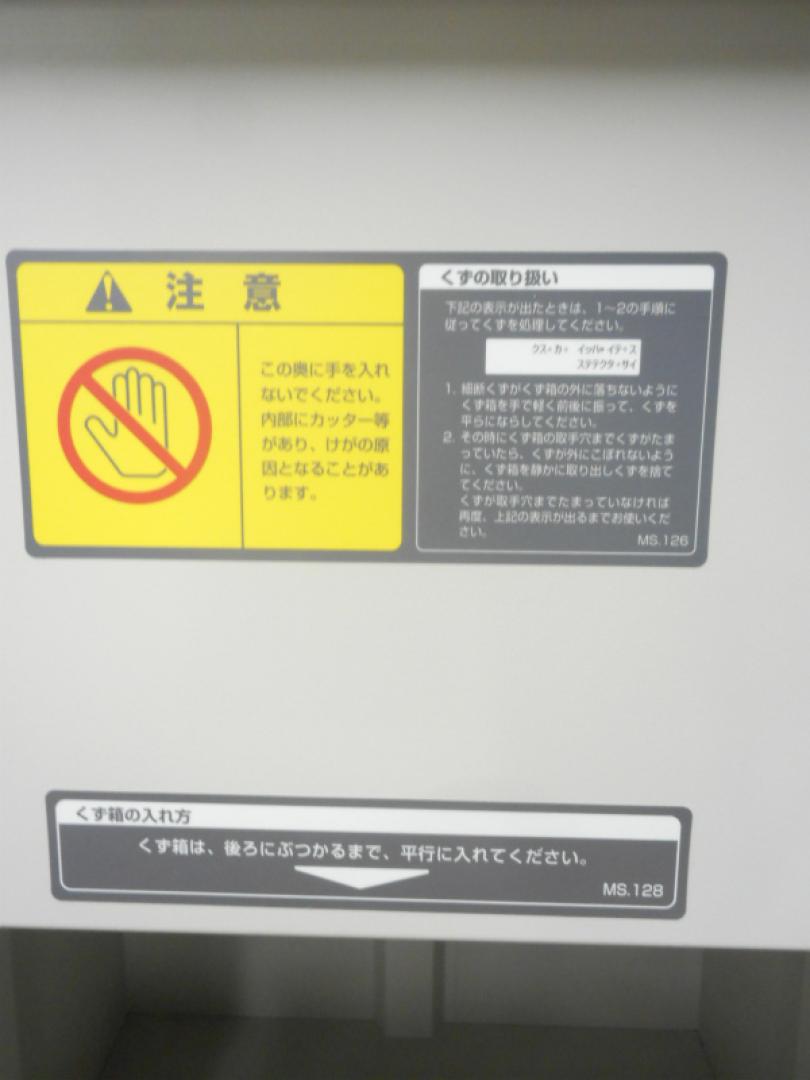 注意
この奥に手を入れ
ないでください。
内部にカッター等
があり、けがの原
因となることがあ
ります。
くずの取り扱い
下記の表示が出たときは、1～2の手順に
従ってくずを処理してください。
ステテクタ゛サイ
1. 細断くずがくず箱の外に落ちないように
くず箱を手で軽く前後に振って、くずを
平らにならしてください。
2. その時にくず箱の取手穴までくずがたま
っていたら、くずが外にこぼれないよう
に、くず箱を静かに取り出しくずを捨て
てください。
くずが取手穴までたまっていなければ
再度、上記の表示が出るまでお使いくだ
さい。
MS.126
くず箱の入れ方
くず箱は、後ろにぶつかるまで、平行に入れてください。
MS.128